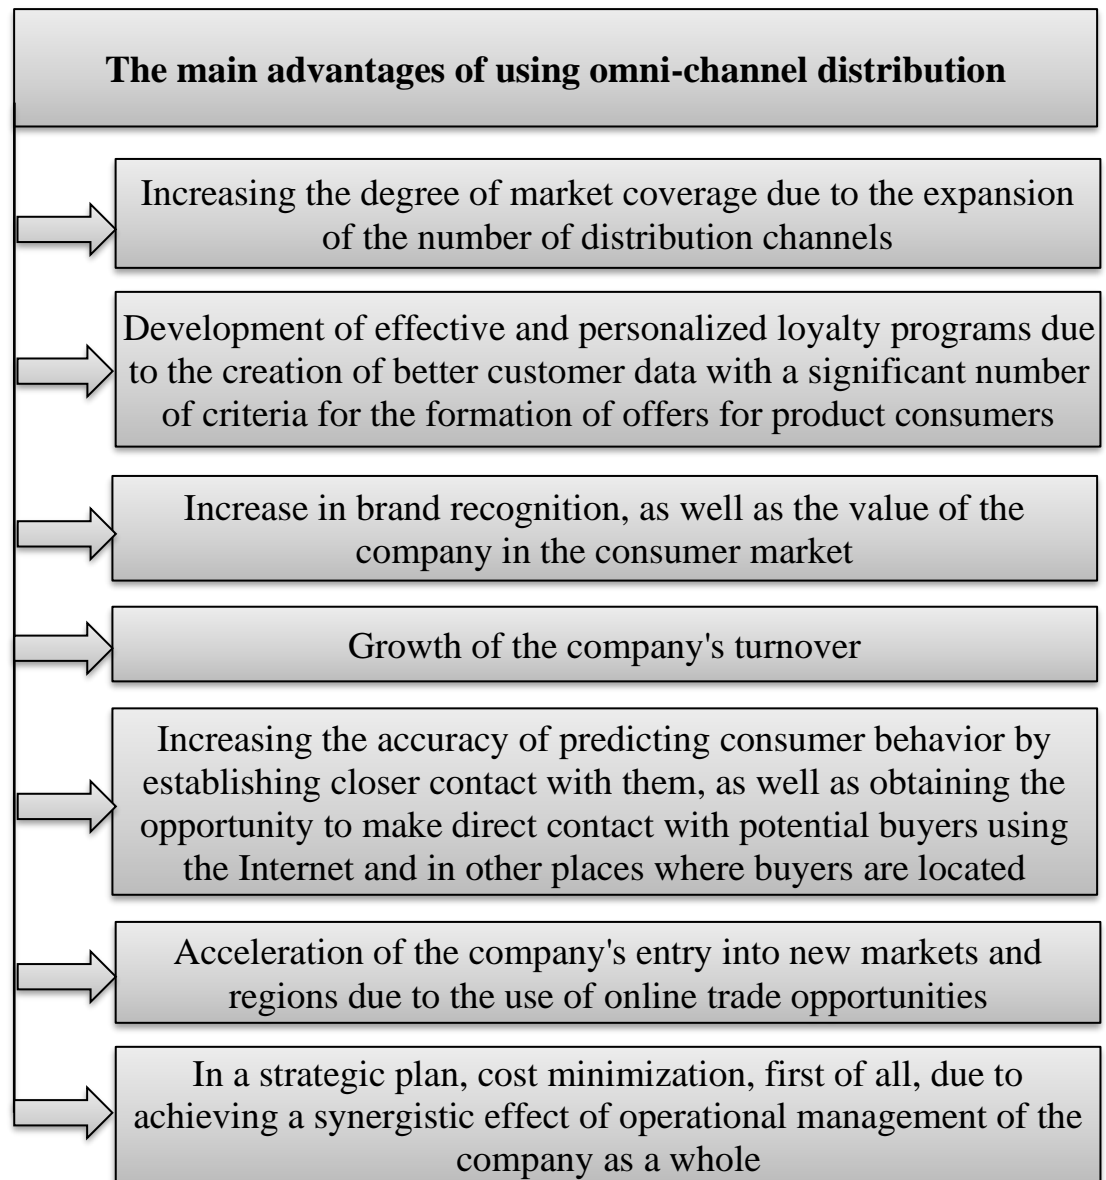 The main advantages of using omni-channel distribution
Increasing the degree of market coverage due to the expansion
of the number of distribution channels
Development of effective and personalized loyalty programs due
to the creation of better customer data with a significant number
of criteria for the formation of offers for product consumers
Increase in brand recognition, as well as the value of the
company in the consumer market
Growth of the company's turnover
Increasing the accuracy of predicting consumer behavior by
establishing closer contact with them, as well as obtaining the
opportunity to make direct contact with potential buyers using
the Internet and in other places where buyers are located
Acceleration of the company's entry into new markets and
regions due to the use of online trade opportunities
In a strategic plan, cost minimization, first of all, due to
achieving a synergistic effect of operational management of the
company as a whole